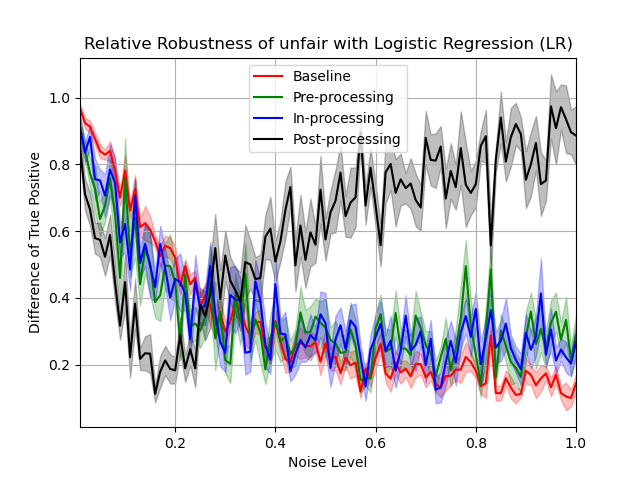 Relative Robustness of unfair with Logistic Regression (LR)
Baseline
Pre-processing
In-processing
Post-processing
Difference of True Positive
1.0
0.8
0.6
0.4
0.2
0.2 0.4 0.6 0.8 1.0
Noise Level